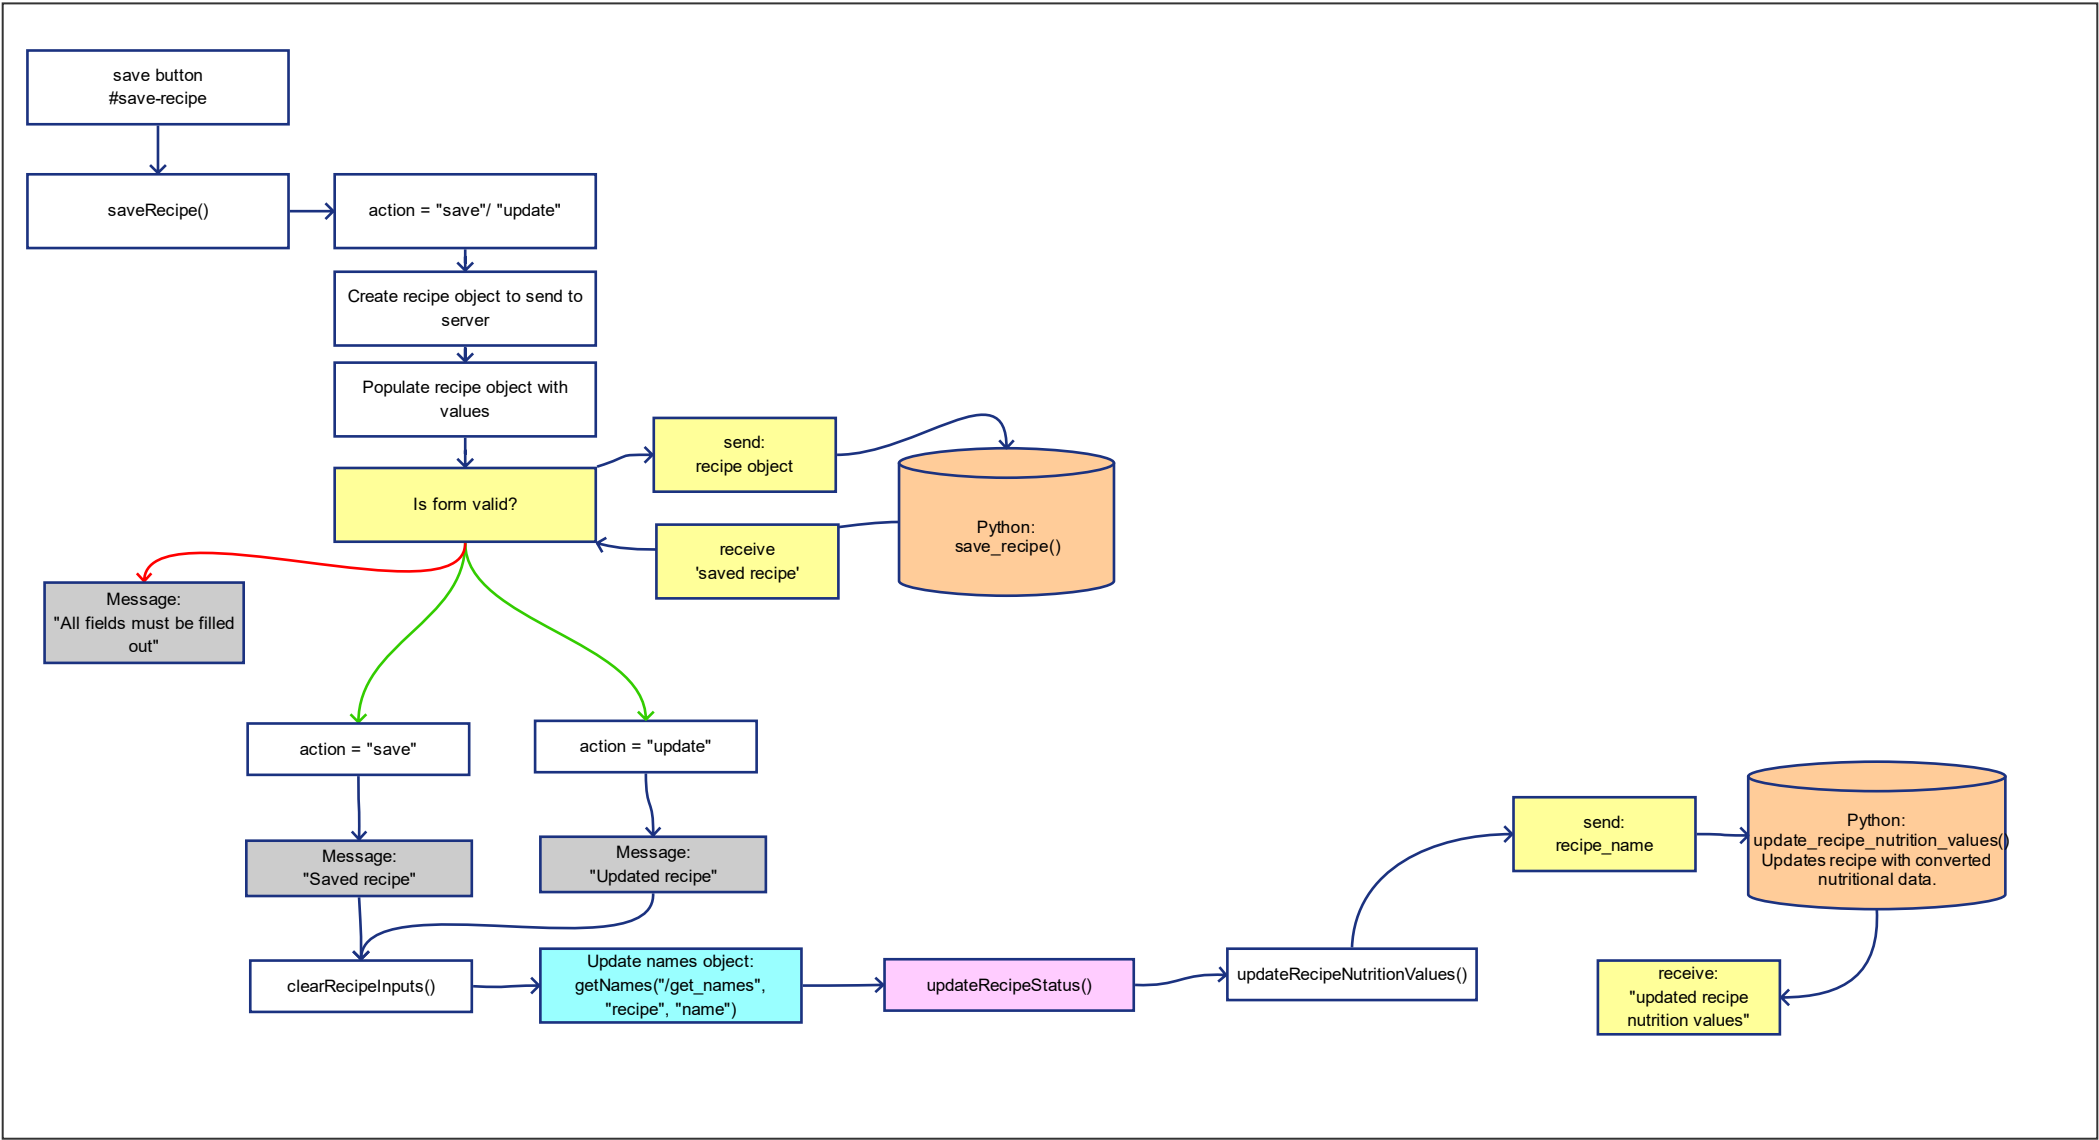 save button
#save-recipe
saveRecipe()
action = "save"/ "update"
Create recipe object to send to
server
Populate recipe object with
values
Is form valid?
send:
recipe object
Python:
save_recipe()
receive
'saved recipe'
Message:
"All fields must be filled
out"
action = "save"
action = "update"
Message:
"Saved recipe"
Message:
"Updated recipe"
clearRecipeInputs()
Update names object:
getNames("/get_names",
"recipe", "name")
updateRecipeStatus()
updateRecipeNutritionValues()
send:
recipe_name
Python:
update_recipe_nutrition_values()
Updates recipe with converted
nutritional data.
receive:
"updated recipe
nutrition values"